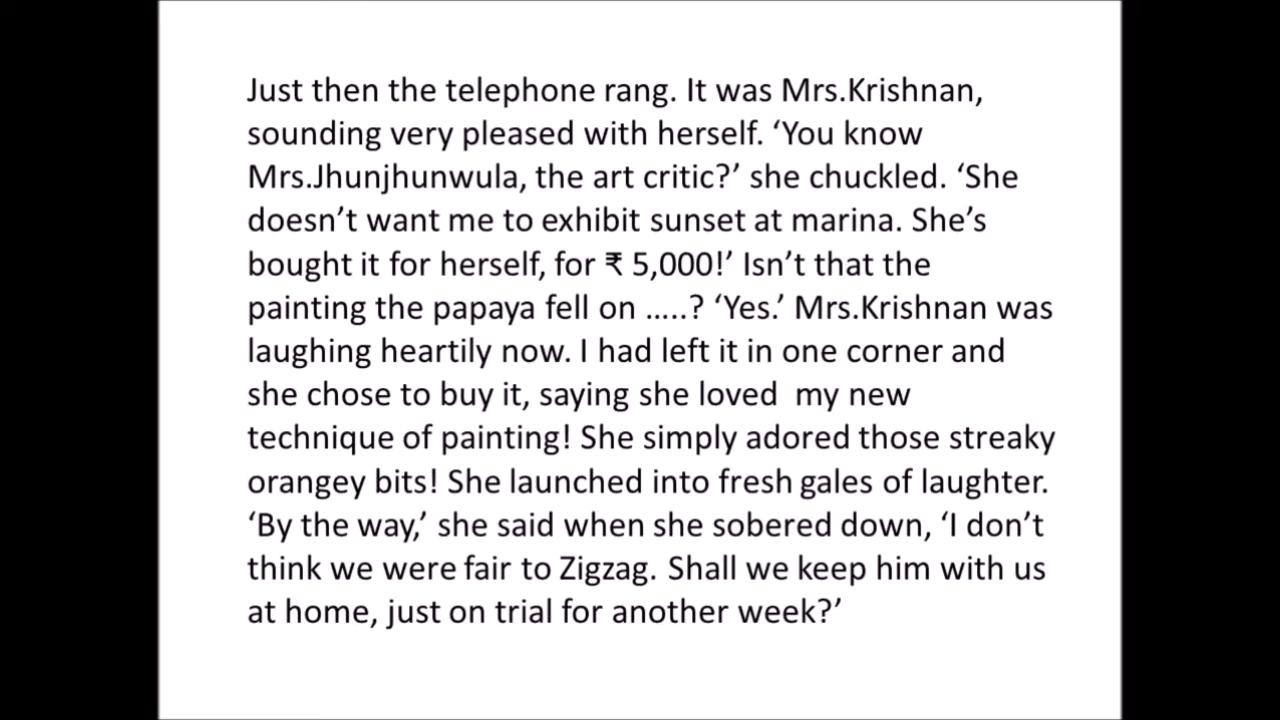 Just then the telephone rang. It was Mrs.Krishnan,
sounding very pleased with herself. ‘You know
Mrs.Jhunjhunwula, the art critic?’ she chuckled. ‘She
doesn’t want me to exhibit sunset at marina. She’s
bought it for herself, for ₹ 5,000!’ Isn’t that the
painting the papaya fell on .....? ‘Yes.’ Mrs.Krishnan was
laughing heartily now. I had left it in one corner and
she chose to buy it, saying she loved  my new
technique of painting! She simply adored those streaky
orangey bits! She launched into fresh gales of laughter.
‘By the way,’ she said when she sobered down, ‘I don’t
think we were fair to Zigzag. Shall we keep him with us
at home, just on trial for another week?’